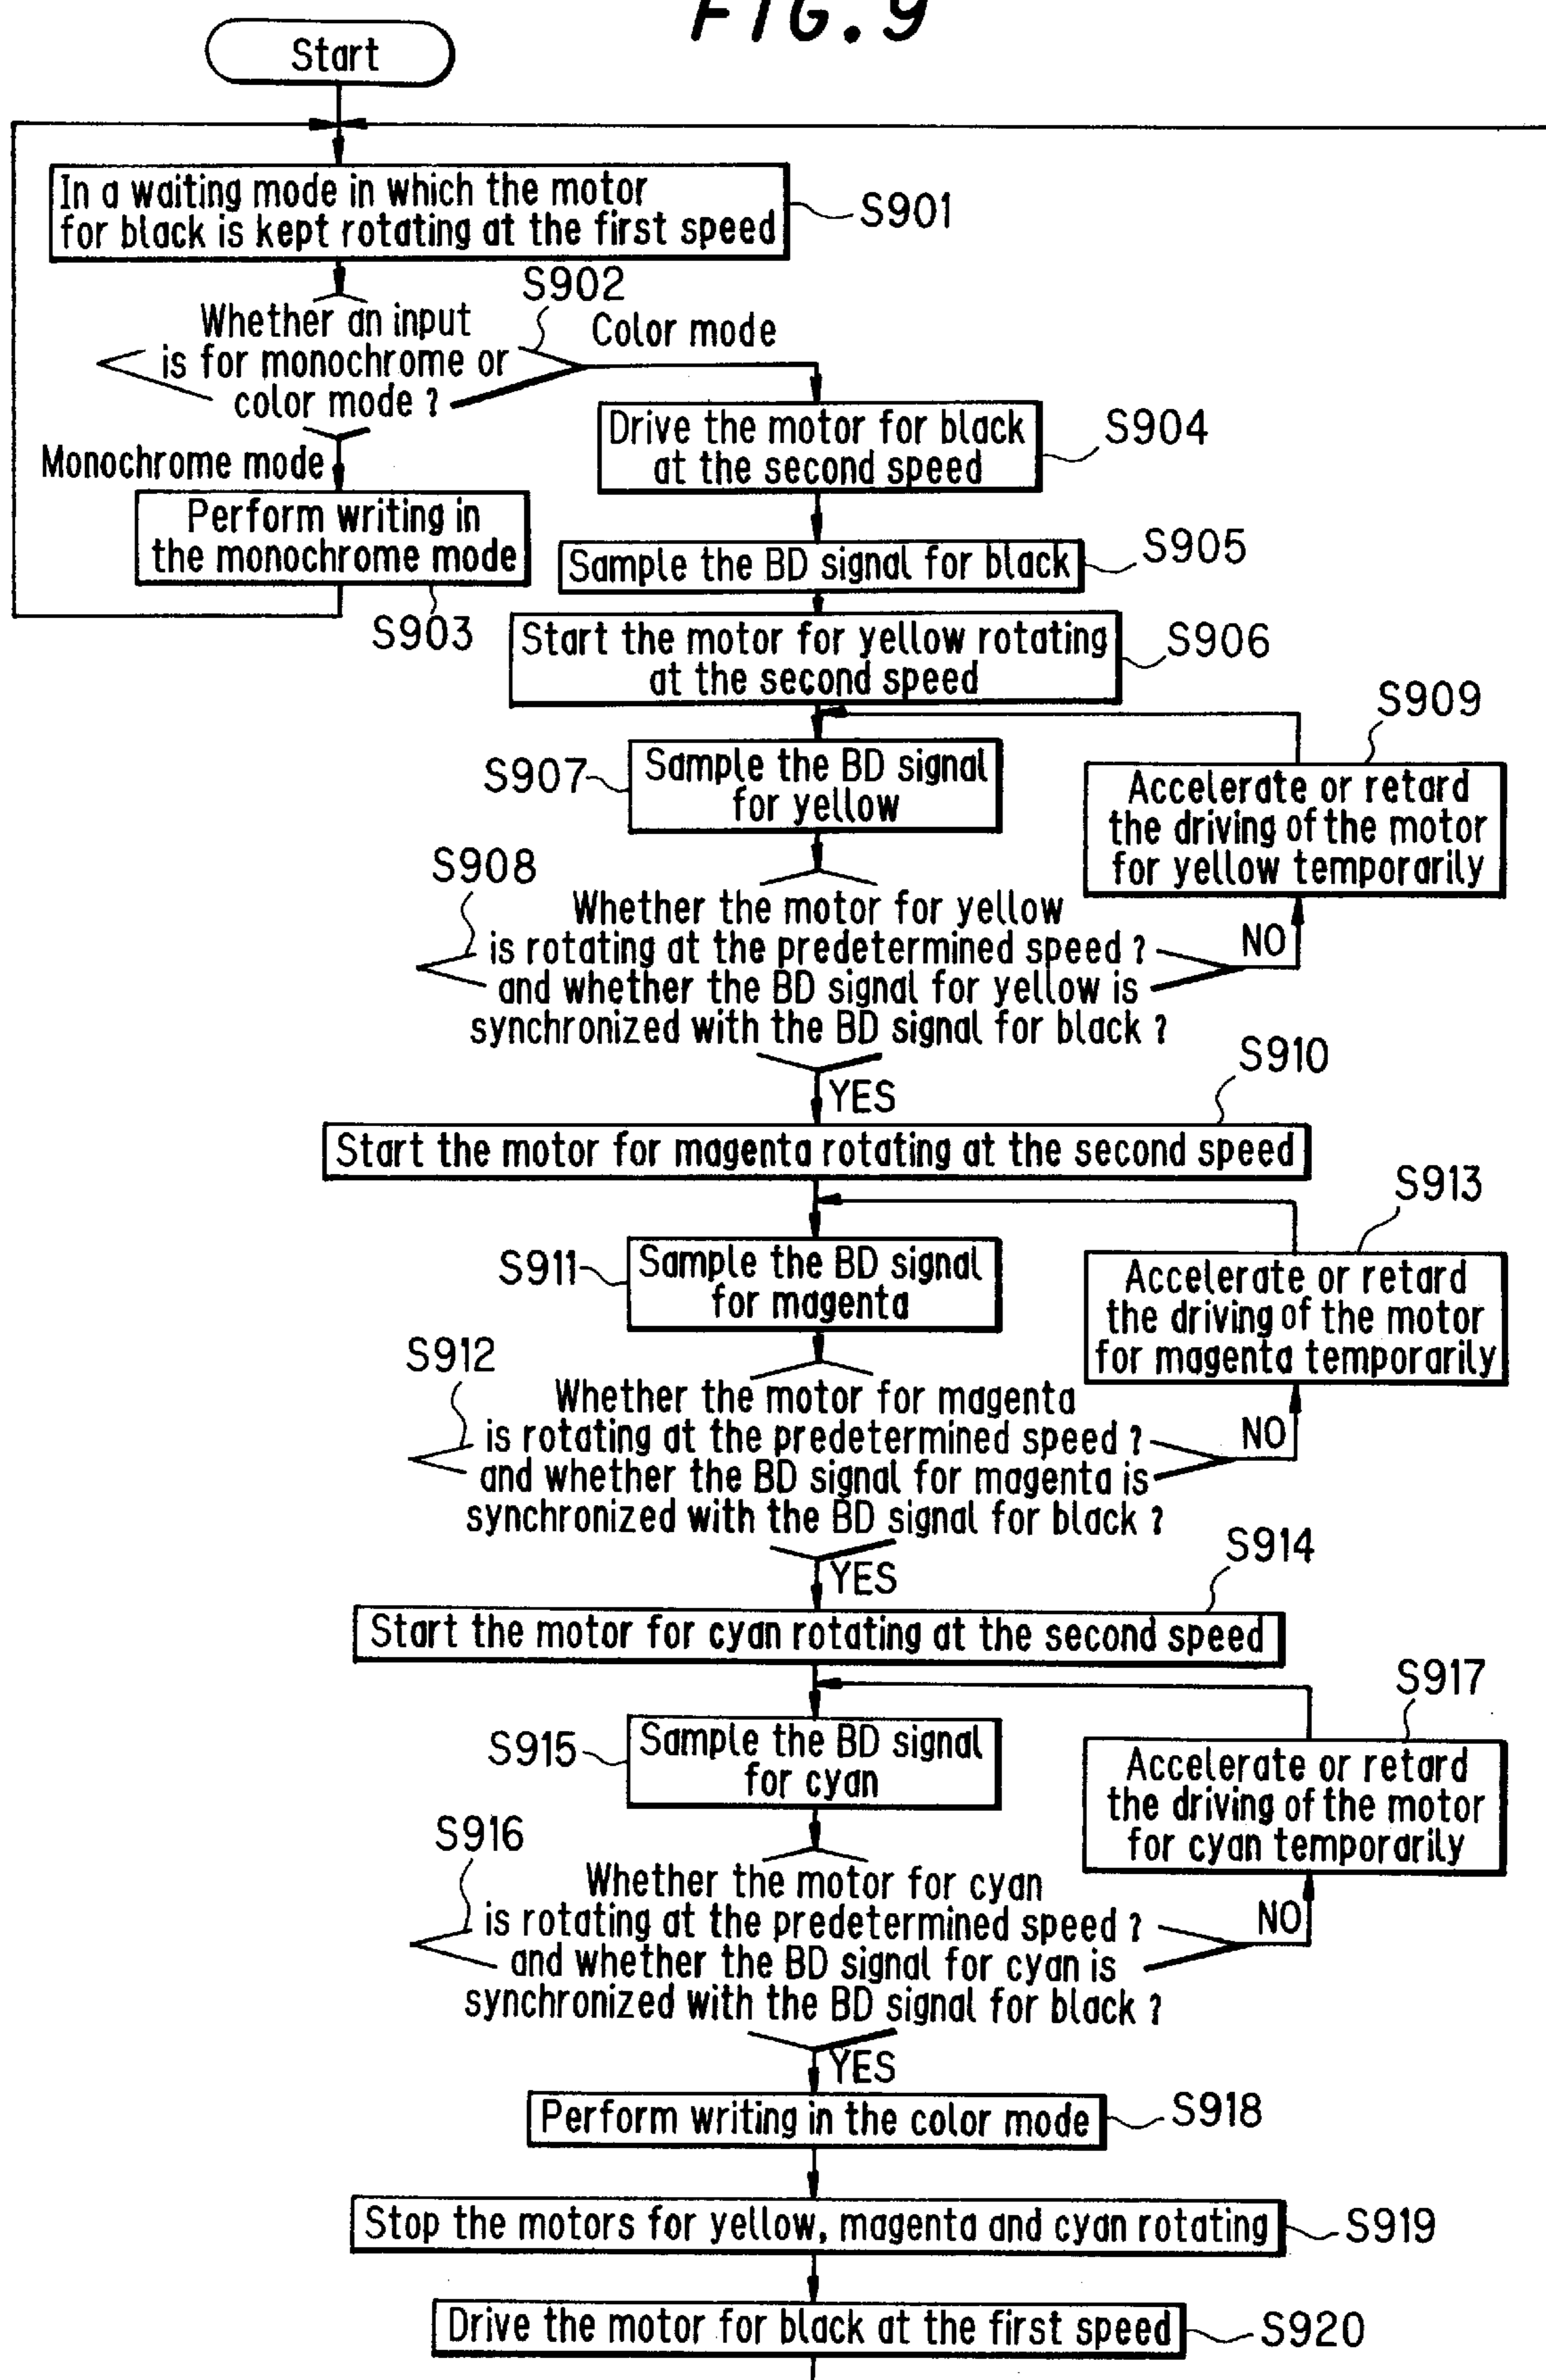 FIG. 9
Start
In a waiting mode in which the motor
for black is kept rotating at the first speed
S901
S902
Whether an input
is for monochrome or
color mode ?
Color mode
Monochrome mode
Perform writing in
the monochrome mode
S903
Drive the motor for black
at the second speed
S904
Sample the BD signal for black
S905
Start the motor for yellow rotating
at the second speed
S906
S909
S907
Sample the BD signal
for yellow
Accelerate or retard
the driving of the motor
for yellow temporarily
S908
Whether the motor for yellow
is rotating at the predetermined speed ?
and whether the BD signal for yellow is
synchronized with the BD signal for black ?
NO
YES
S910
Start the motor for magenta rotating at the second speed
S913
S911
Sample the BD signal
for magenta
Accelerate or retard
the driving of the motor
for magenta temporarily
S912
Whether the motor for magenta
is rotating at the predetermined speed ?
and whether the BD signal for magenta is
synchronized with the BD signal for black ?
NO
YES
S914
Start the motor for cyan rotating at the second speed
S917
S915
Sample the BD signal
for cyan
Accelerate or retard
the driving of the motor
for cyan temporarily
S916
Whether the motor for cyan
is rotating at the predetermined speed ?
and whether the BD signal for cyan is
synchronized with the BD signal for black ?
NO
YES
Perform writing in the color mode
S918
Stop the motors for yellow, magenta and cyan rotating
S919
Drive the motor for black at the first speed
S920